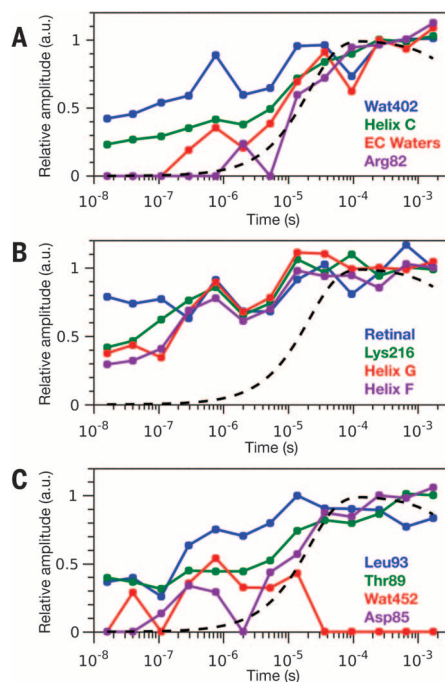 A
Relative amplitude (a.u.)
1
0.5
0
Wat402
Helix C
EC Waters
Arg82
10-8 10-7 10-6 10-5 10-4 10-3
Time (s)
B
Relative amplitude (a.u.)
1
0.5
0
Retinal
Lys216
Helix G
Helix F
10-8 10-7 10-6 10-5 10-4 10-3
Time (s)
C
Relative amplitude (a.u.)
1
0.5
0
Leu93
Thr89
Wat452
Asp85
10-8 10-7 10-6 10-5 10-4 10-3
Time (s)